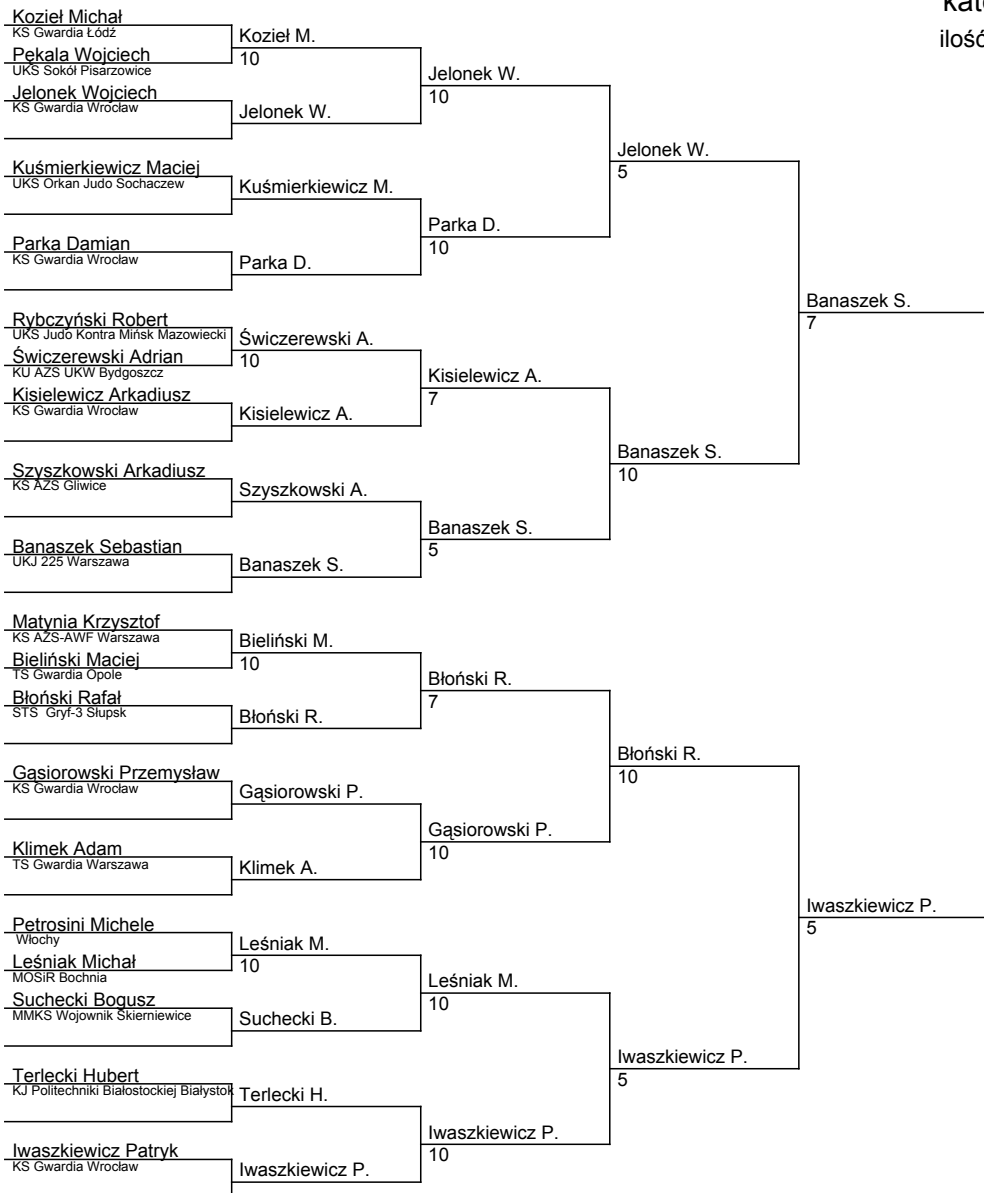 kat
ilość
Kozieł Michał
KS Gwardia Łódź
Pękala Wojciech
UKS Sokół Pisarzowice
Jelonek Wojciech
KS Gwardia Wrocław
Kuśmierkiewicz Maciej
UKS Orkan Judo Sochaczew
Parka Damian
KS Gwardia Wrocław
Rybczyński Robert
UKS Judo Kontra Mińsk Mazowiecki
Świczerewski Adrian
KU AZS UKW Bydgoszcz
Kisielewicz Arkadiusz
KS Gwardia Wrocław
Szyszkowski Arkadiusz
KS AZS Gliwice
Banaszek Sebastian
UKJ 225 Warszawa
Matynia Krzysztof
KS AZS-AWF Warszawa
Bieliński Maciej
TS Gwardia Opole
Błoński Rafał
STS Gryf-3 Słupsk
Gąsiorowski Przemysław
KS Gwardia Wrocław
Klimek Adam
TS Gwardia Warszawa
Petrosini Michele
Włochy
Leśniak Michał
MOSiR Bochnia
Suchecki Bogusz
MMKS Wojownik Skierniewice
Terlecki Hubert
KJ Politechniki Białostockiej Białystok
Iwaszkiewicz Patryk
KS Gwardia Wrocław
Kozieł M.
10
Jelonek W.
Kuśmierkiewicz M.
Parka D.
Świczerewski A.
10
Kisielewicz A.
Szyszkowski A.
Banaszek S.
Bieliński M.
10
Błoński R.
Gąsiorowski P.
Klimek A.
Leśniak M.
10
Suchecki B.
Terlecki H.
Iwaszkiewicz P.
Jelonek W.
10
Parka D.
10
Kisielewicz A.
7
Banaszek S.
5
Błoński R.
7
Gąsiorowski P.
10
Leśniak M.
10
Iwaszkiewicz P.
10
Jelonek W.
5
Banaszek S.
10
Błoński R.
10
Iwaszkiewicz P.
5
Banaszek S.
7
Iwaszkiewicz P.
5